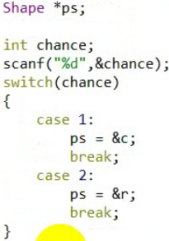 Shape *ps;
int chance;
scanf("%d",&chance);
switch(chance)
{
case 1:
ps = &c;
break;
case 2:
ps = &r;
break;
}